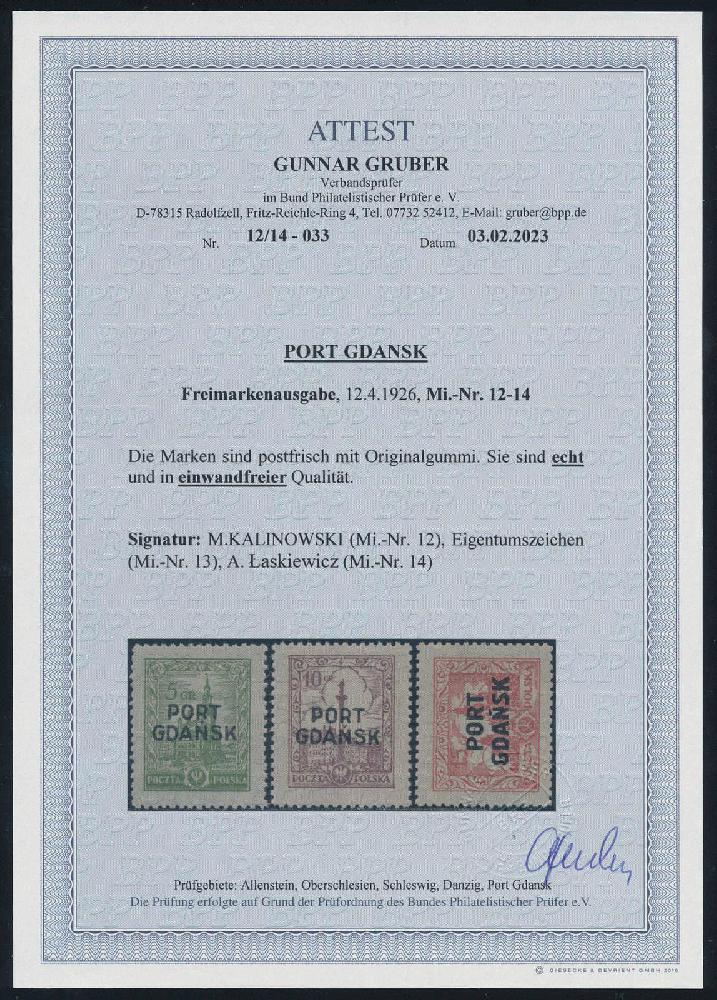 ATTEST
GUNNAR GRUBER
Verbandsprüfer
im Bund Philatelistischer Prüfer e. V.
D-78315 Radolfzell, Fritz-Reichle-Ring 4, Tel. 07732 52412, E-Mail: gruber@bpp.de
Nr. 12/14 - 033 Datum 03.02.2023
PORT GDANSK
Freimarkenausgabe, 12.4.1926, Mi.-Nr. 12-14
Die Marken sind postfrisch mit Originalgummi. Sie sind echt
und in einwandfreier Qualität.
Signatur: M.KALINOWSKI (Mi.-Nr. 12), Eigentumszeichen
(Mi.-Nr. 13), A. Łaskiewicz (Mi.-Nr. 14)
5 GR
PORT
GDAŃSK
POCZTA POLSKA
10
PORT
GDAŃSK
POCZTA POLSKA
PORT
GDAŃSK
POLSKA
Prüfgebiete: Allenstein, Oberschlesien, Schleswig, Danzig, Port Gdansk
Die Prüfung erfolgte auf Grund der Prüfordnung des Bundes Philatelistischer Prüfer e.V.
© GIESECKE & DEVRIENT GMBH 2016